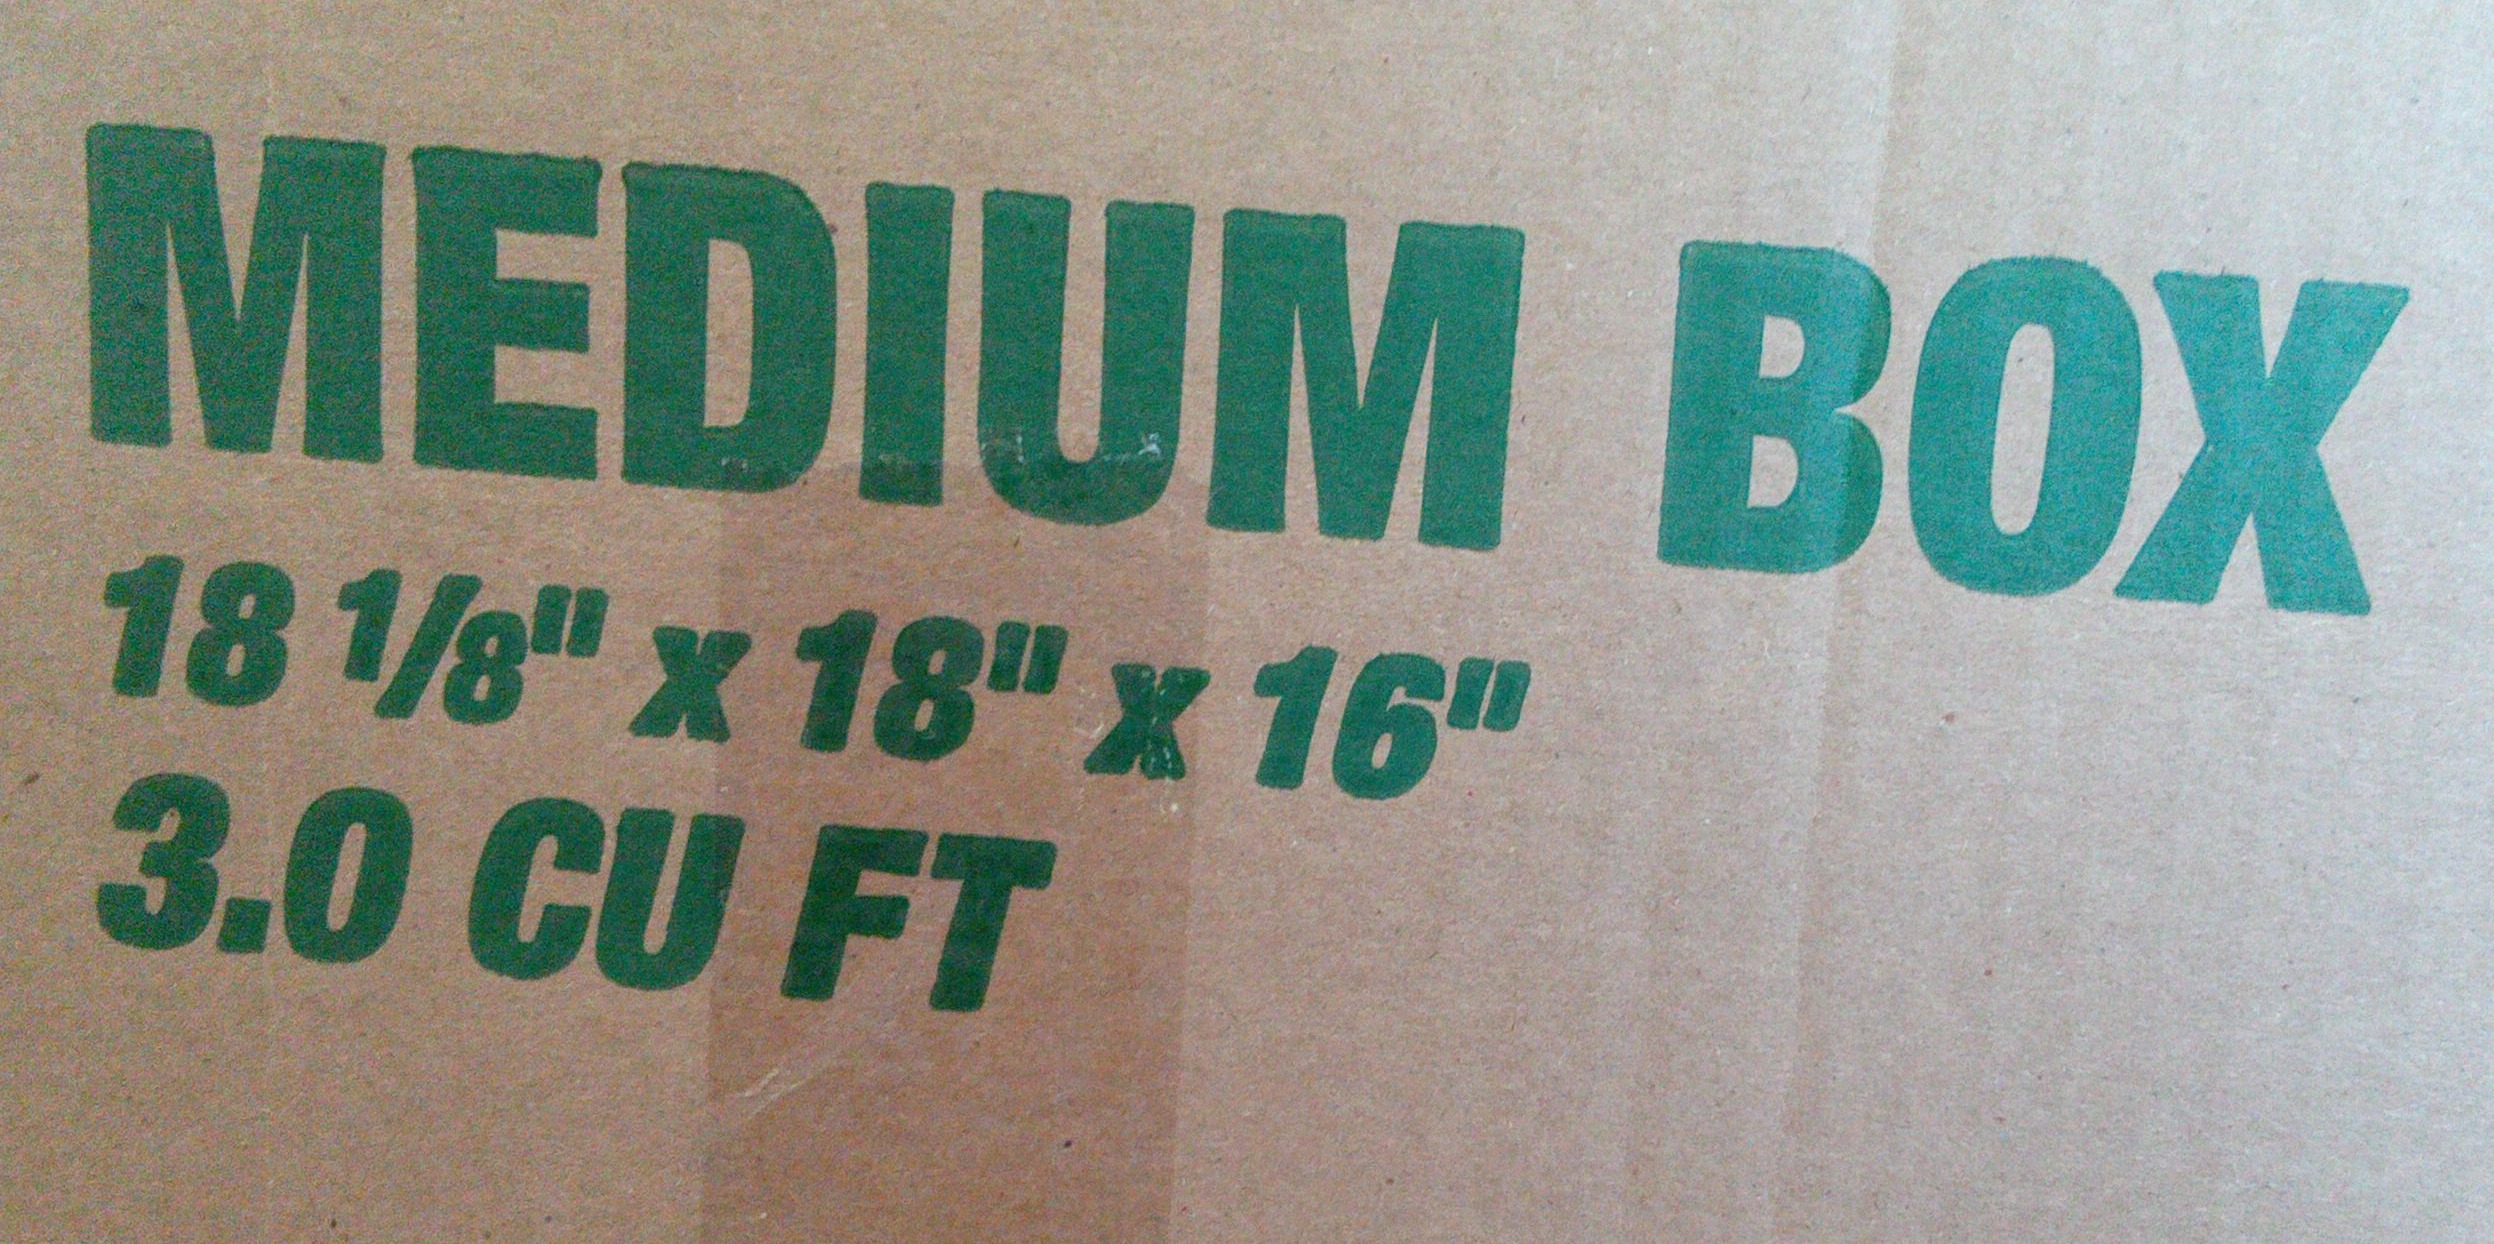 MEDIUM BOX
18 1/8" x 18" x 16"
3.0 CU FT